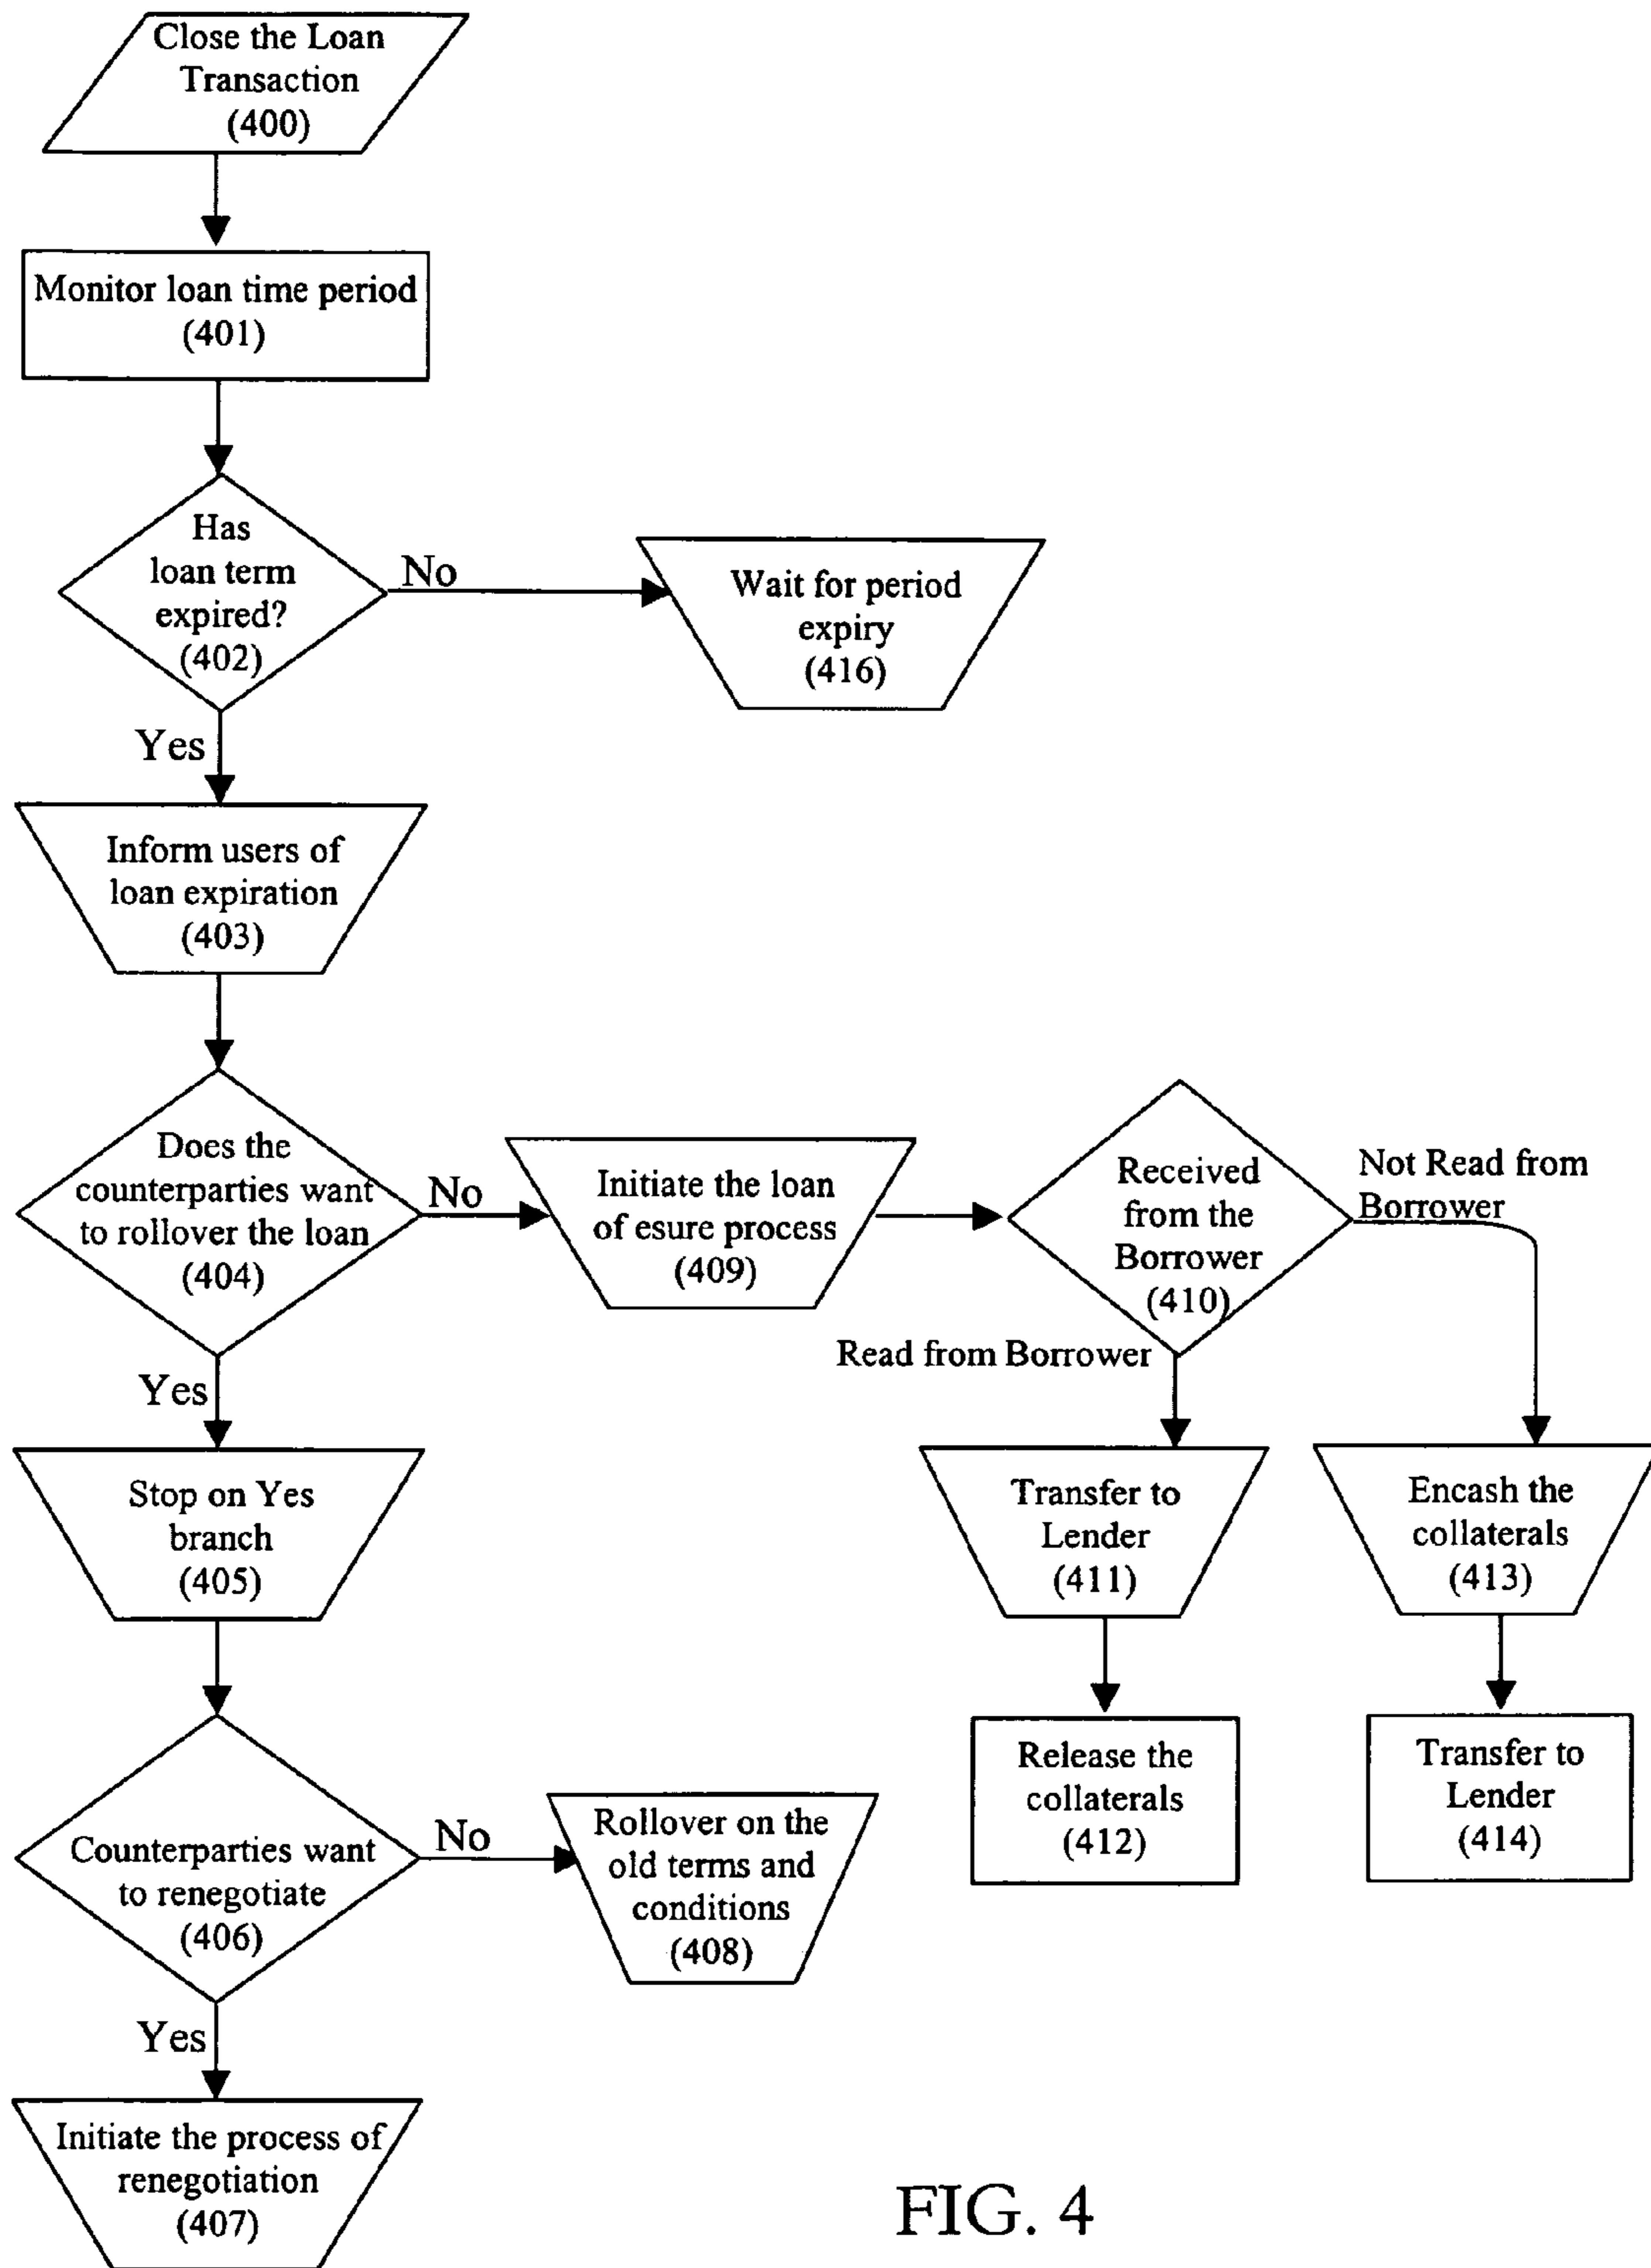 Close the Loan
Transaction
(400)
Monitor loan time period
(401)
Has
loan term
expired?
(402)
No
Wait for period
expiry
(416)
Yes
Inform users of
loan expiration
(403)
Does the
counterparties want
to rollover the loan
(404)
No
Initiate the loan
of esure process
(409)
Received
from the
Borrower
(410)
Not Read from
Borrower
Read from Borrower
Yes
Stop on Yes
branch
(405)
Transfer to
Lender
(411)
Encash the
collaterals
(413)
Release the
collaterals
(412)
Transfer to
Lender
(414)
Counterparties want
to renegotiate
(406)
No
Rollover on the
old terms and
conditions
(408)
Yes
Initiate the process of
renegotiation
(407)
FIG. 4